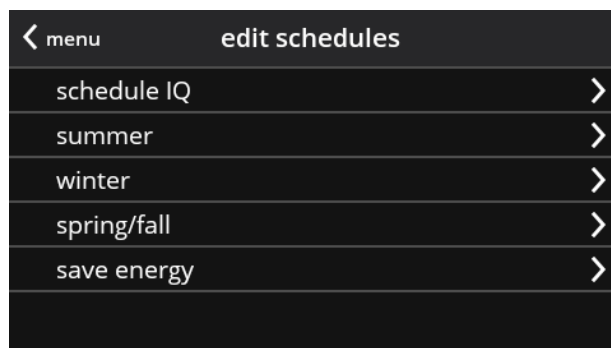 menu edit schedules
schedule IQ
summer
winter
spring/fall
save energy